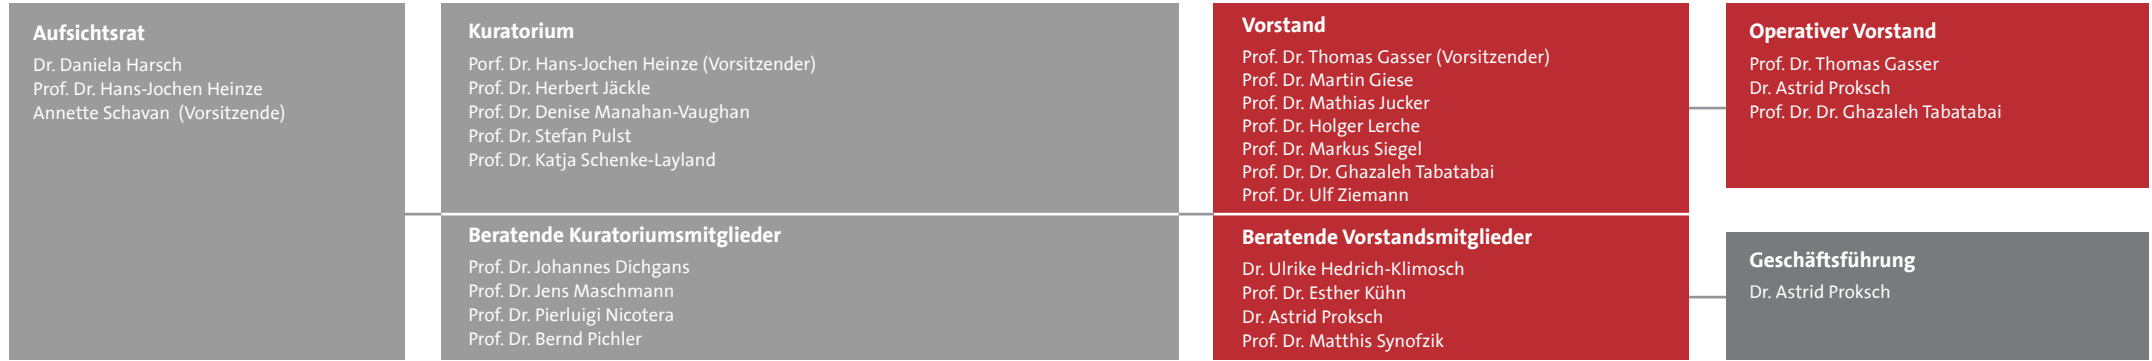 Aufsichtsrat
Dr. Daniela Harsch
Prof. Dr. Hans-Jochen Heinze
Annette Schavan (Vorsitzende)
Kuratorium
Porf. Dr. Hans-Jochen Heinze (Vorsitzender)
Prof. Dr. Herbert Jäckle
Prof. Dr. Denise Manahan-Vaughan
Prof. Dr. Stefan Pulst
Prof. Dr. Katja Schenke-Layland
Beratende Kuratoriumsmitglieder
Prof. Dr. Johannes Dichgans
Prof. Dr. Jens Maschmann
Prof. Dr. Pierluigi Nicotera
Prof. Dr. Bernd Pichler
Vorstand
Prof. Dr. Thomas Gasser (Vorsitzender)
Prof. Dr. Martin Giese
Prof. Dr. Mathias Jucker
Prof. Dr. Holger Lerche
Prof. Dr. Markus Siegel
Prof. Dr. Dr. Ghazaleh Tabatabai
Prof. Dr. Ulf Ziemann
Beratende Vorstandsmitglieder
Dr. Ulrike Hedrich-Klimosch
Prof. Dr. Esther Kühn
Dr. Astrid Proksch
Prof. Dr. Matthis Synofzik
Operativer Vorstand
Prof. Dr. Thomas Gasser
Dr. Astrid Proksch
Prof. Dr. Dr. Ghazaleh Tabatabai
Geschäftsführung
Dr. Astrid Proksch